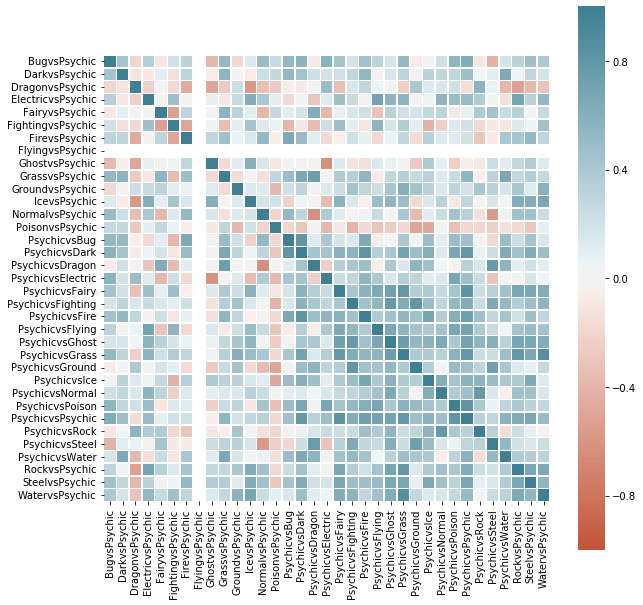 BugvsPsychic
DarkvsPsychic
DragonvsPsychic
ElectricvsPsychic
FairyvsPsychic
FightingvsPsychic
FirevsPsychic
FlyingvsPsychic
GhostvsPsychic
GrassvsPsychic
GroundvsPsychic
IcevsPsychic
NormalvsPsychic
PoisonvsPsychic
PsychicvsBug
PsychicvsDark
PsychicvsDragon
PsychicvsElectric
PsychicvsFairy
PsychicvsFighting
PsychicvsFire
PsychicvsFlying
PsychicvsGhost
PsychicvsGrass
PsychicvsGround
PsychicvsIce
PsychicvsNormal
PsychicvsPoison
PsychicvsPsychic
PsychicvsRock
PsychicvsSteel
PsychicvsWater
RockvsPsychic
SteelvsPsychic
WatervsPsychic
BugvsPsychic
DarkvsPsychic
DragonvsPsychic
ElectricvsPsychic
FairyvsPsychic
FightingvsPsychic
FirevsPsychic
FlyingvsPsychic
GhostvsPsychic
GrassvsPsychic
GroundvsPsychic
IcevsPsychic
NormalvsPsychic
PoisonvsPsychic
PsychicvsBug
PsychicvsDark
PsychicvsDragon
PsychicvsElectric
PsychicvsFairy
PsychicvsFighting
PsychicvsFire
PsychicvsFlying
PsychicvsGhost
PsychicvsGrass
PsychicvsGround
PsychicvsIce
PsychicvsNormal
PsychicvsPoison
PsychicvsPsychic
PsychicvsRock
PsychicvsSteel
PsychicvsWater
RockvsPsychic
SteelvsPsychic
WatervsPsychic
0.8
0.4
0.0
−0.4
−0.8